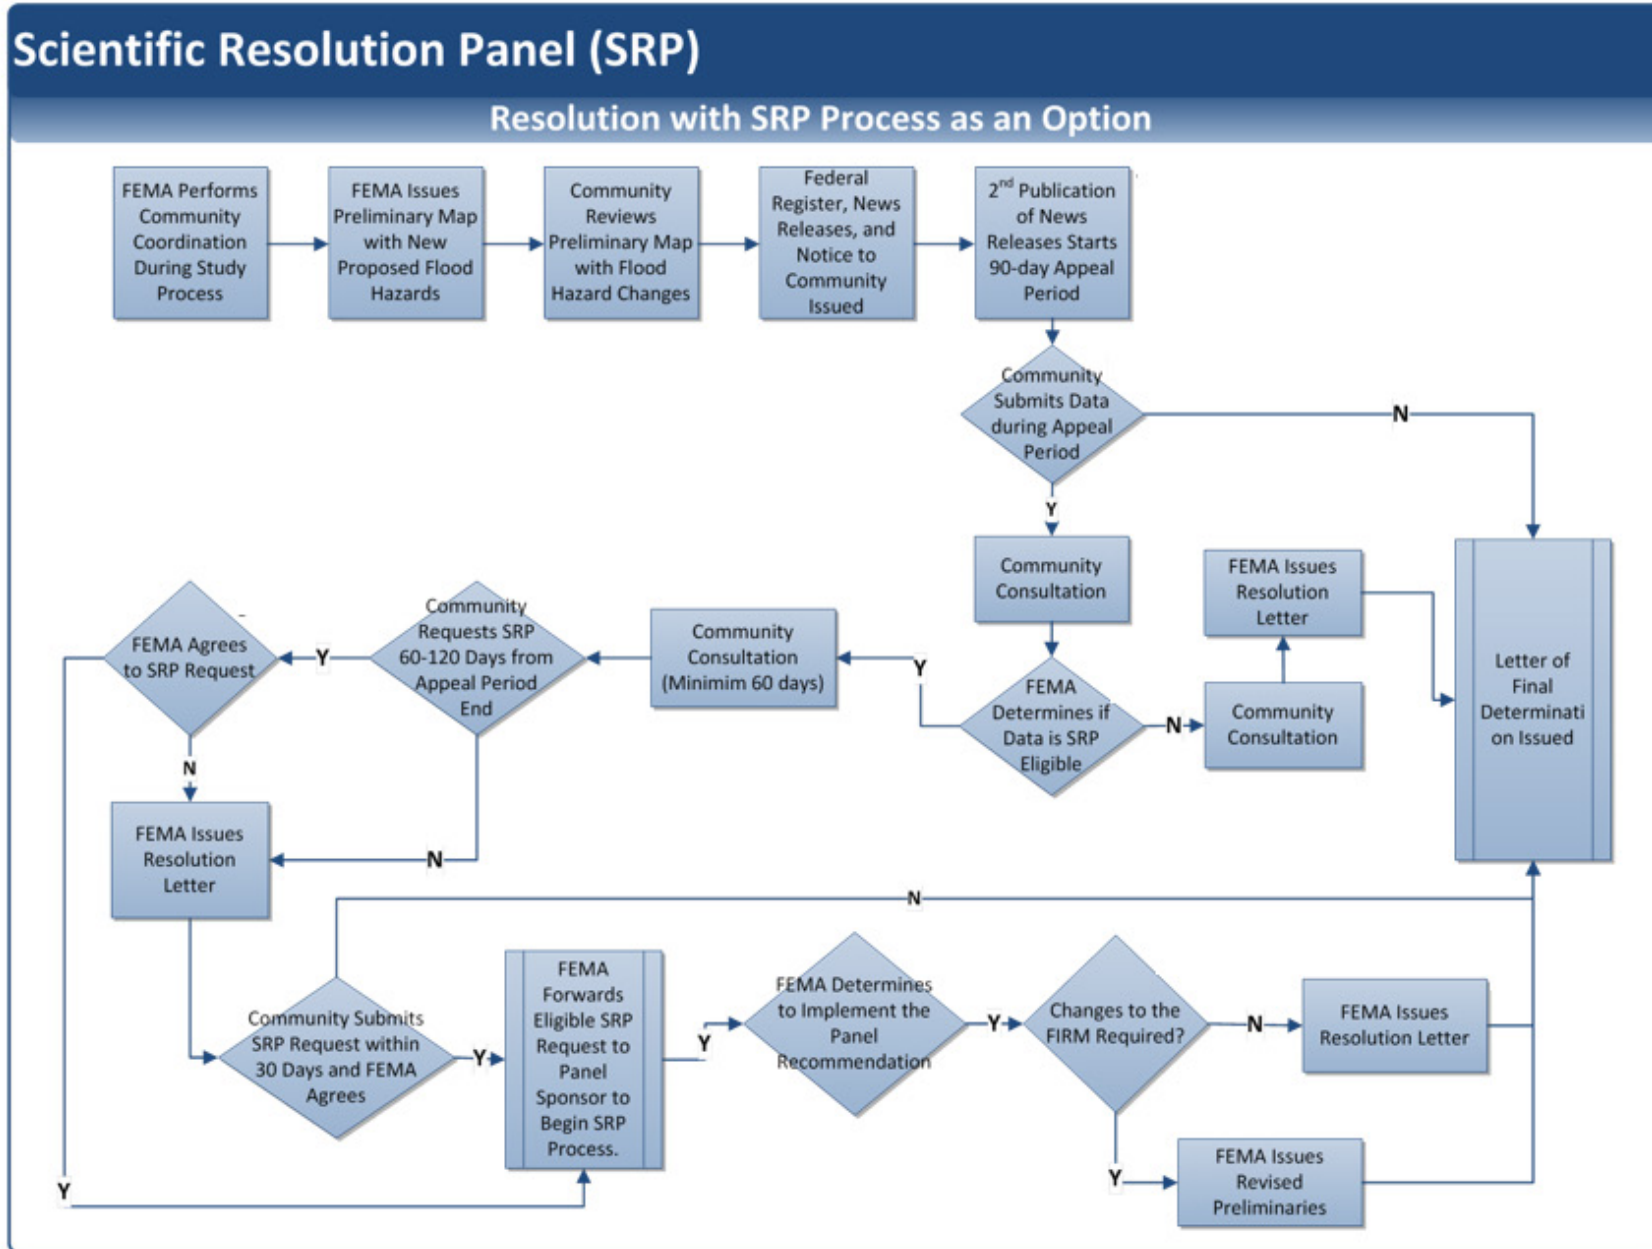 Scientific Resolution Panel (SRP)
Resolution with SRP Process as an Option
FEMA Performs
Community
Coordination
During Study
Process
FEMA Issues
Preliminary Map
with New
Proposed Flood
Hazards
Community
Reviews
Preliminary Map
with Flood
Hazard Changes
Federal
Register, News
Releases, and
Notice to
Community
Issued
2nd Publication
of News
Releases Starts
90-day Appeal
Period
Community
Submits Data
during Appeal
Period
N
Y
Community
Consultation
FEMA
Determines if
Data is SRP
Eligible
N
Community
Consultation
FEMA Issues
Resolution
Letter
Letter of
Final
Determinati
on Issued
Y
Community
Consultation
(Minimim 60 days)
Community
Requests SRP
60-120 Days from
Appeal Period
End
Y
FEMA Agrees
to SRP Request
N
N
FEMA Issues
Resolution
Letter
Y
Community Submits
SRP Request within
30 Days and FEMA
Agrees
N
Y
FEMA
Forwards
Eligible SRP
Request to
Panel
Sponsor to
Begin SRP
Process.
Y
FEMA Determines
to Implement the
Panel
Recommendation
Y
Changes to the
FIRM Required?
N
FEMA Issues
Resolution Letter
Y
FEMA Issues
Revised
Preliminaries